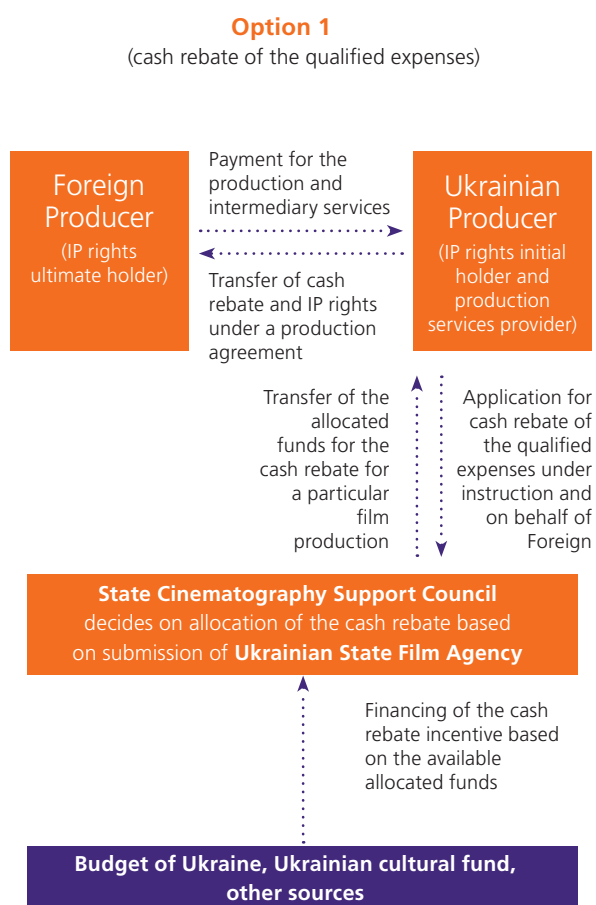 Option 1
(cash rebate of the qualified expenses)
Foreign
Producer
(IP rights
ultimate holder)
Payment for the
production and
intermediary services
Transfer of cash
rebate and IP rights
under a production
agreement
Ukrainian
Producer
(IP rights initial
holder and
production
services provider)
Transfer of the
allocated
funds for the
cash rebate for
a particular
film
production
Application for
cash rebate of
the qualified
expenses under
instruction and
on behalf of
Foreign
State Cinematography Support Council
decides on allocation of the cash rebate based
on submission of Ukrainian State Film Agency
Financing of the cash
rebate incentive based
on the available
allocated funds
Budget of Ukraine, Ukrainian cultural fund,
other sources